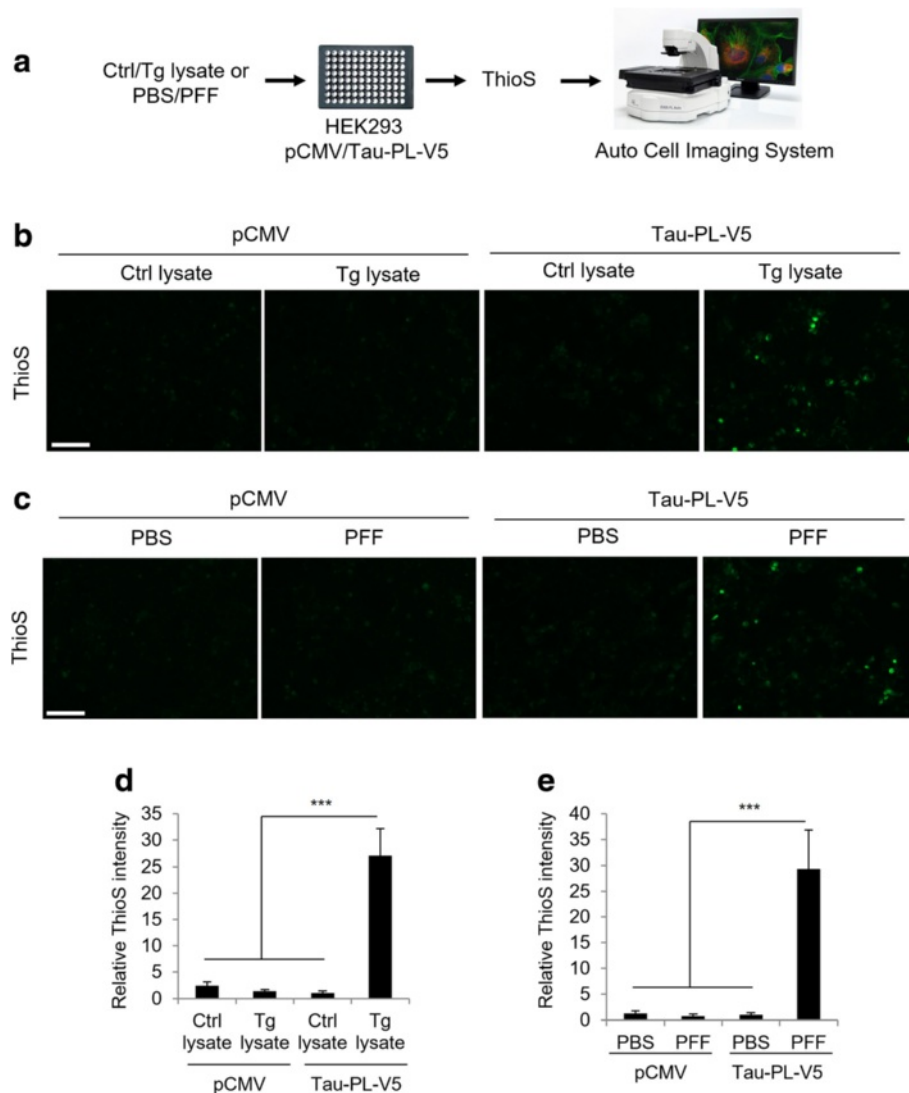 a
Ctrl/Tg lysate or
PBS/PFF
HEK293
pCMV/Tau-PL-V5
ThioS
Auto Cell Imaging System
b
pCMV
Tau-PL-V5
Ctrl lysate
Tg lysate
Ctrl lysate
Tg lysate
ThioS
c
pCMV
Tau-PL-V5
PBS
PFF
PBS
PFF
ThioS
d
***
Relative ThioS intensity
35
30
25
20
15
10
5
0
Ctrl lysate
Tg lysate
Ctrl lysate
Tg lysate
pCMV
Tau-PL-V5
e
***
Relative ThioS intensity
40
35
30
25
20
15
10
5
0
PBS
PFF
PBS
PFF
pCMV
Tau-PL-V5